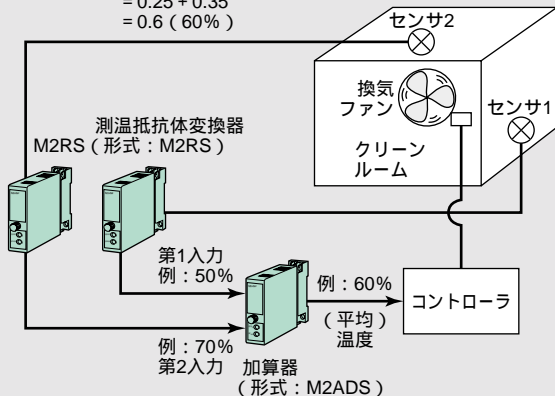 = 0.25 + 0.35
= 0.6 ( 60% )
センサ2
換気
ファン
センサ1
クリーン
ルーム
測温抵抗体変換器
M2RS ( 形式：M2RS )
第1入力
例：50%
例：60%
（平均）
温度
コントローラ
例：70%
第2入力
加算器
（形式：M2ADS）